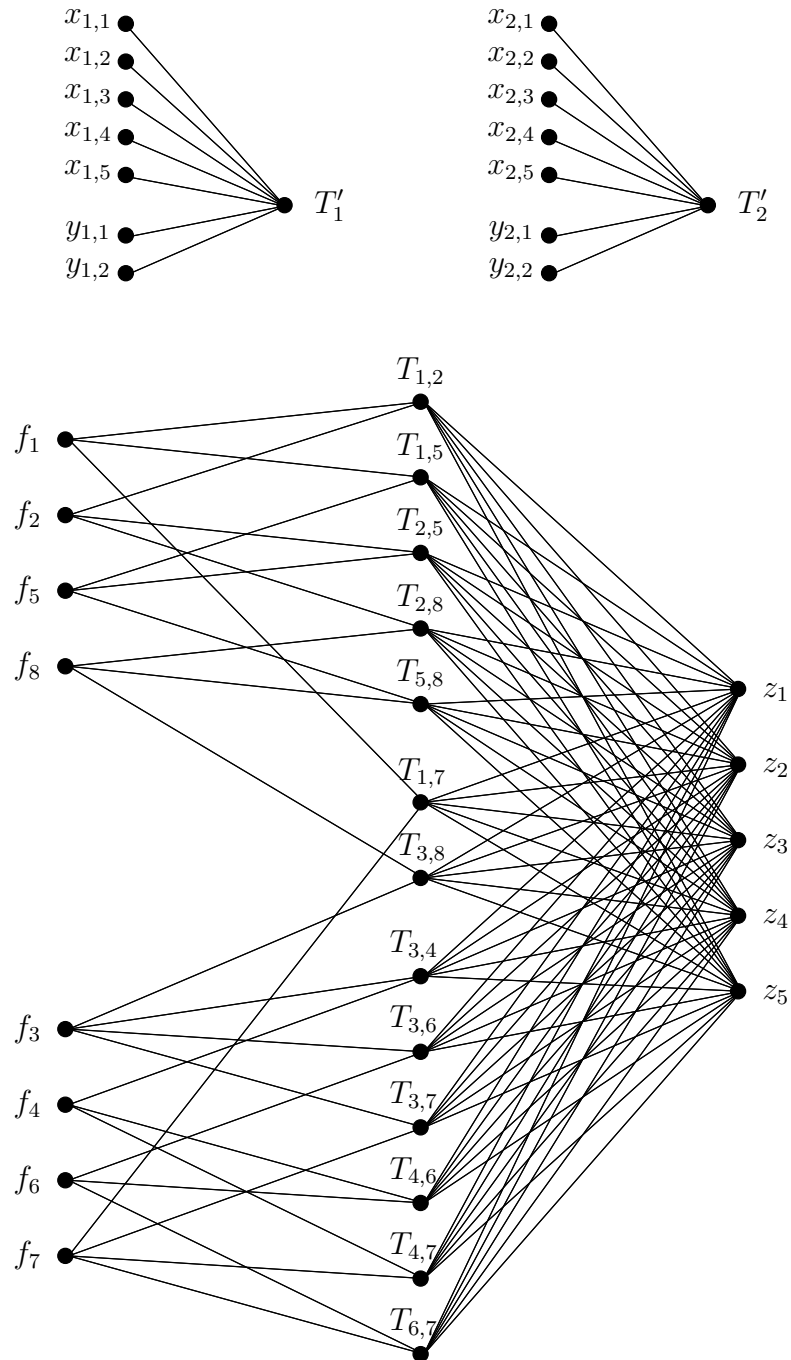 x_{1,1} x_{2,1}
x_{1,2} x_{2,2}
x_{1,3} x_{2,3}
x_{1,4} x_{2,4}
x_{1,5} x_{2,5}
T'_1 T'_2
y_{1,1} y_{2,1}
y_{1,2} y_{2,2}
T_{1,2}
f_1
T_{1,5}
f_2
T_{2,5}
f_5
T_{2,8}
f_8
T_{5,8}
z_1
z_2
T_{1,7}
z_3
T_{3,8}
z_4
T_{3,4}
z_5
f_3
T_{3,6}
f_4
T_{3,7}
f_6
T_{4,6}
f_7
T_{4,7}
T_{6,7}